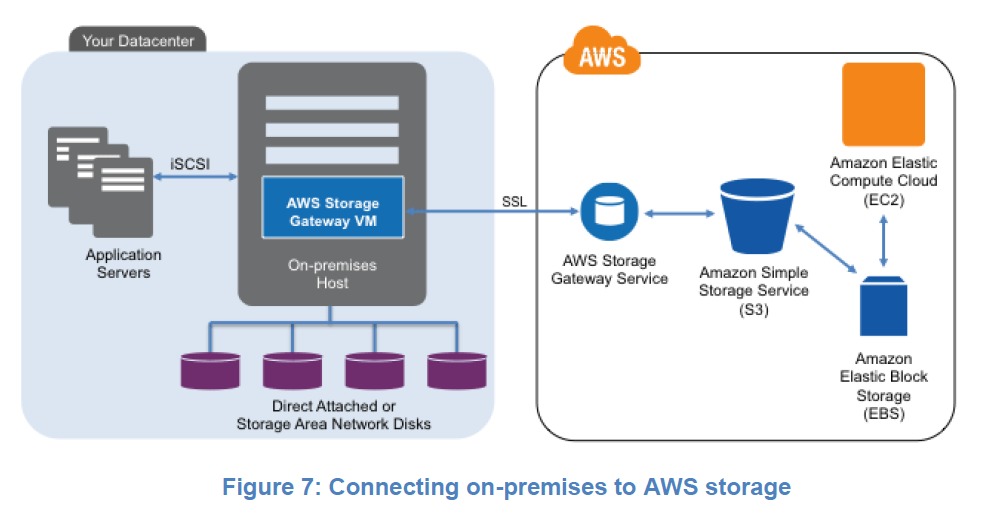 Your Datacenter
AWS
iSCSI
AWS Storage
Gateway VM
SSL
Application
Servers
On-premises
Host
Direct Attached or
Storage Area Network Disks
AWS Storage
Gateway Service
Amazon Simple
Storage Service
(S3)
Amazon Elastic
Compute Cloud
(EC2)
Amazon
Elastic Block
Storage
(EBS)
Figure 7: Connecting on-premises to AWS storage